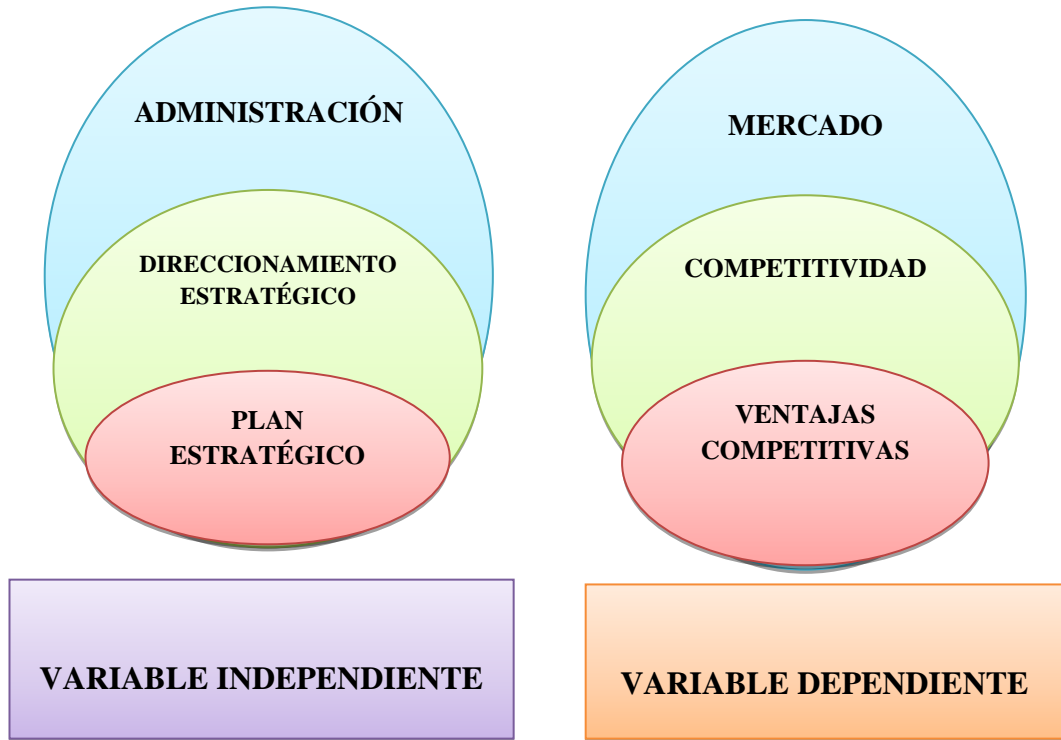 ADMINISTRACIÓN
DIRECCIONAMIENTO
ESTRATÉGICO
PLAN
ESTRATÉGICO
VARIABLE INDEPENDIENTE
MERCADO
COMPETITIVIDAD
VENTAJAS
COMPETITIVAS
VARIABLE DEPENDIENTE